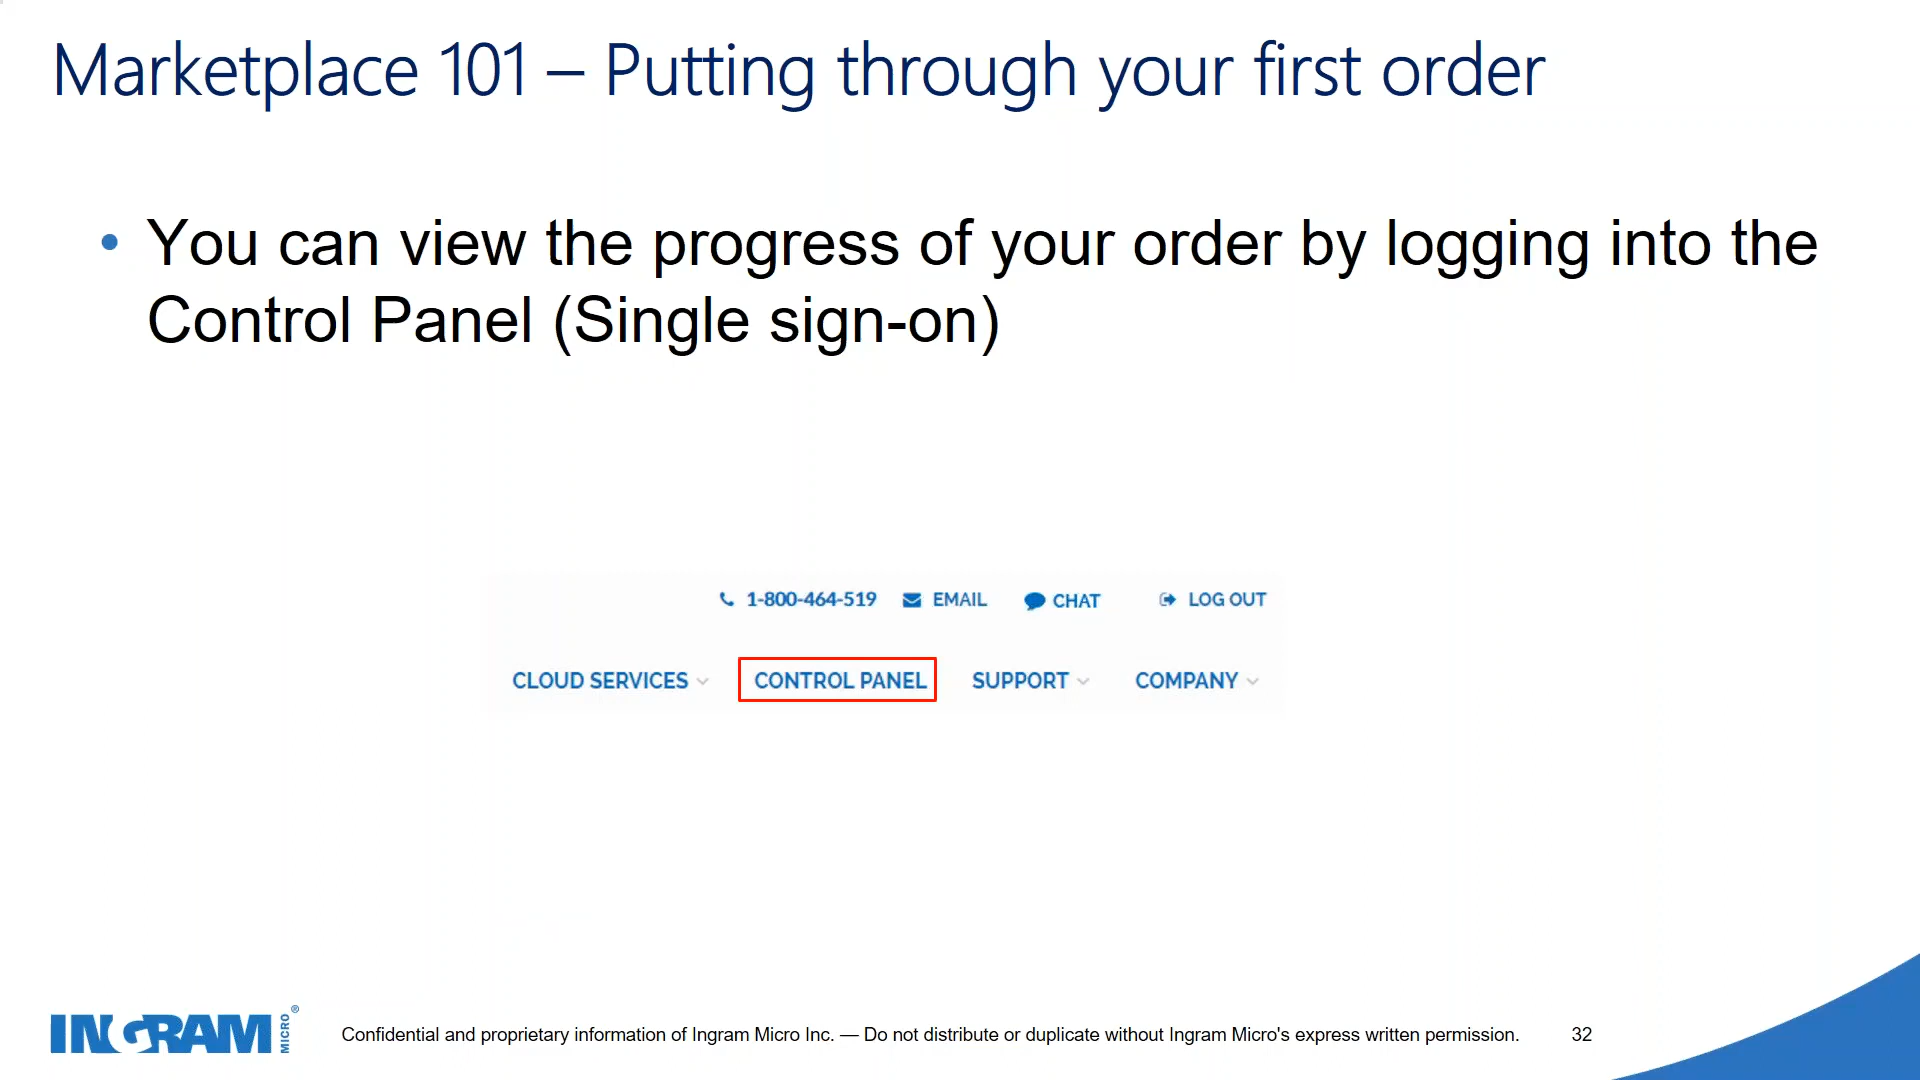 Marketplace 101 – Putting through your first order
• You can view the progress of your order by logging into the
Control Panel (Single sign-on)
1-800-464-519 EMAIL CHAT LOG OUT
CLOUD SERVICES CONTROL PANEL SUPPORT COMPANY
INGRAM MICRO®
Confidential and proprietary information of Ingram Micro Inc. — Do not distribute or duplicate without Ingram Micro's express written permission. 32